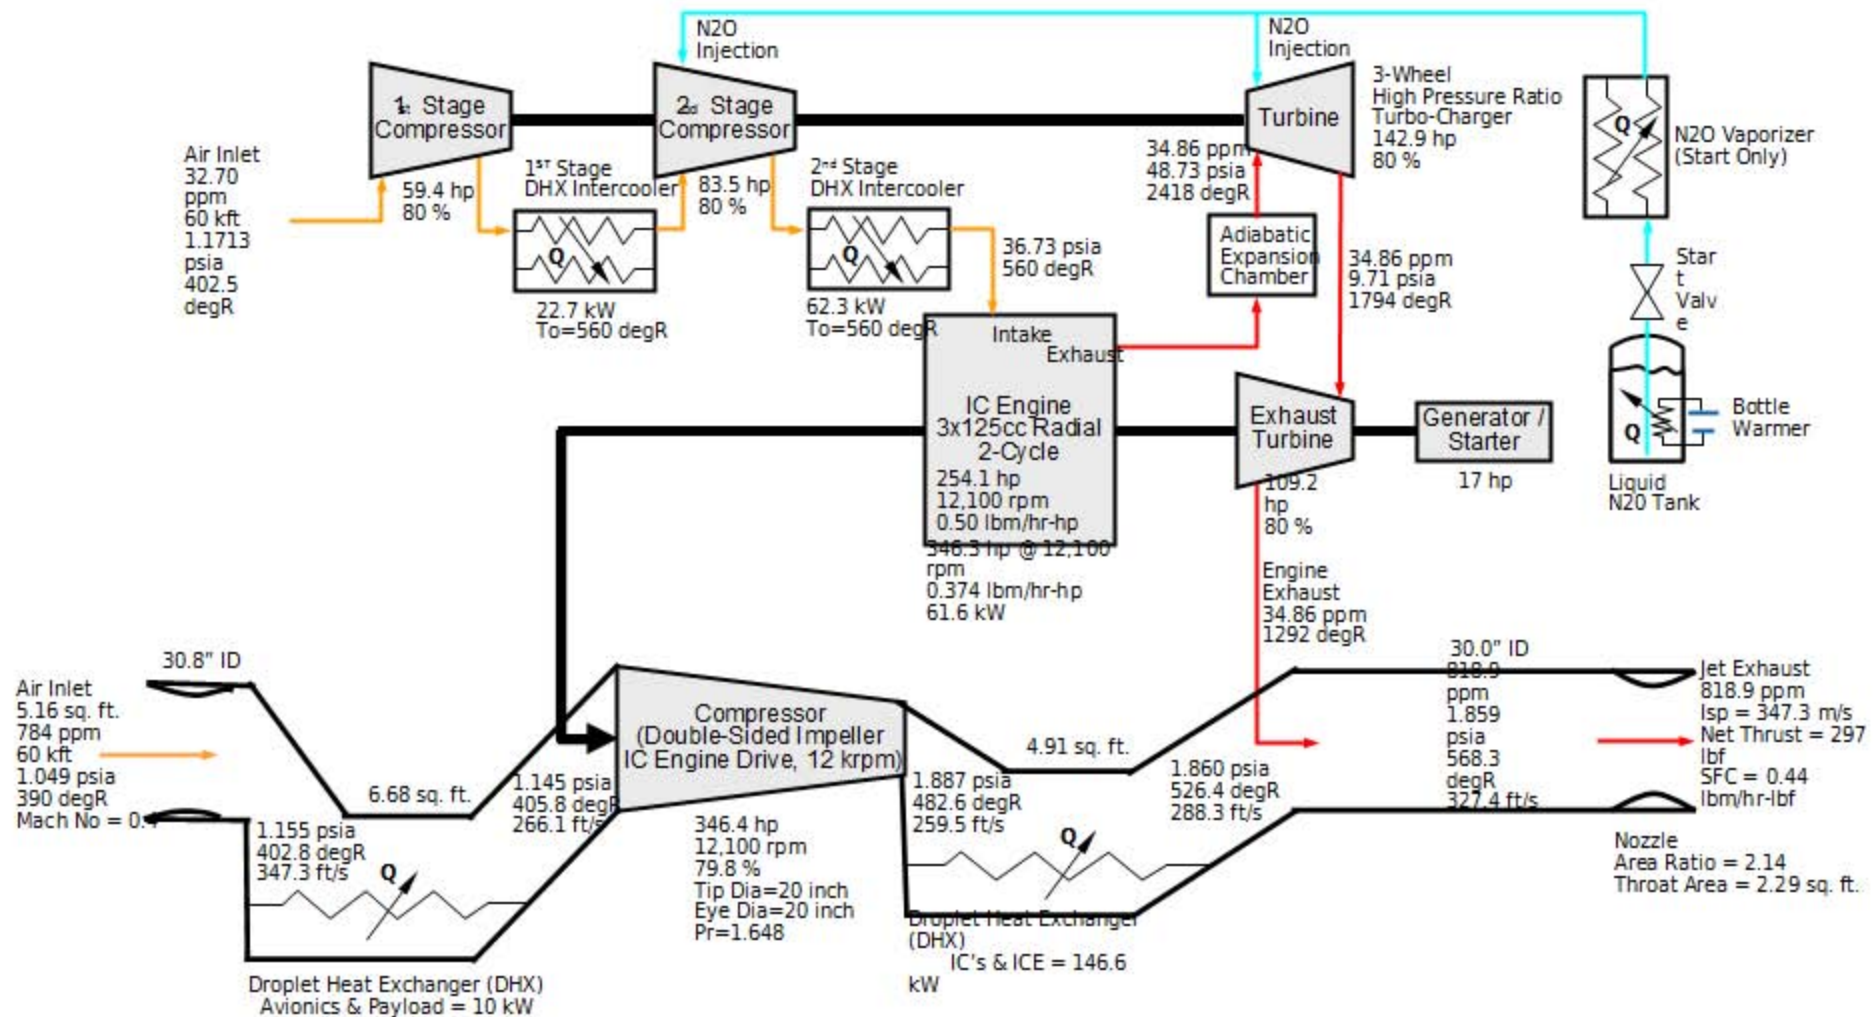 N2O
Injection
N2O
Injection
1st Stage
Compressor
2nd Stage
Compressor
Turbine
3-Wheel
High Pressure Ratio
Turbo-Charger
142.9 hp
80 %
Q
N2O Vaporizer
(Start Only)
Air Inlet
32.70
ppm
60 kft
1.1713
psia
402.5
degR
59.4 hp
80 %
1ST Stage
DHX Intercooler
83.5 hp
80 %
2nd Stage
DHX Intercooler
34.86 ppm
48.73 psia
2418 degR
Q
22.7 kW
To=560 degR
Q
62.3 kW
To=560 degR
36.73 psia
560 degR
Adiabatic
Expansion
Chamber
34.86 ppm
9.71 psia
1794 degR
Star
t
Valv
e
Intake
Exhaust
IC Engine
3x125cc Radial
2-Cycle
254.1 hp
12,100 rpm
0.50 lbm/hr-hp
346.3 hp @ 12,100
rpm
0.374 lbm/hr-hp
61.6 kW
Exhaust
Turbine
109.2
hp
80 %
Generator /
Starter
17 hp
Q
Bottle
Warmer
Liquid
N20 Tank
Engine
Exhaust
34.86 ppm
1292 degR
30.8” ID
Air Inlet
5.16 sq. ft.
784 ppm
60 kft
1.049 psia
390 degR
Mach No =
6.68 sq. ft.
1.155 psia
402.8 degR
347.3 ft/s
Q
Droplet Heat Exchanger (DHX)
Avionics & Payload = 10 kW
1.145 psia
405.8 degR
266.1 ft/s
Compressor
(Double-Sided Impeller
IC Engine Drive, 12 krpm)
346.4 hp
12,100 rpm
79.8 %
Tip Dia=20 inch
Eye Dia=20 inch
Pr=1.648
1.887 psia
482.6 degR
259.5 ft/s
4.91 sq. ft.
Q
Droplet Heat Exchanger
(DHX)
IC's & ICE = 146.6
kW
1.860 psia
526.4 degR
288.3 ft/s
30.0” ID
818.9
ppm
1.859
psia
568.3
degR
327.4 ft/s
Jet Exhaust
818.9 ppm
Isp = 347.3 m/s
Net Thrust = 297
lbf
SFC = 0.44
lbm/hr-lbf
Nozzle
Area Ratio = 2.14
Throat Area = 2.29 sq. ft.